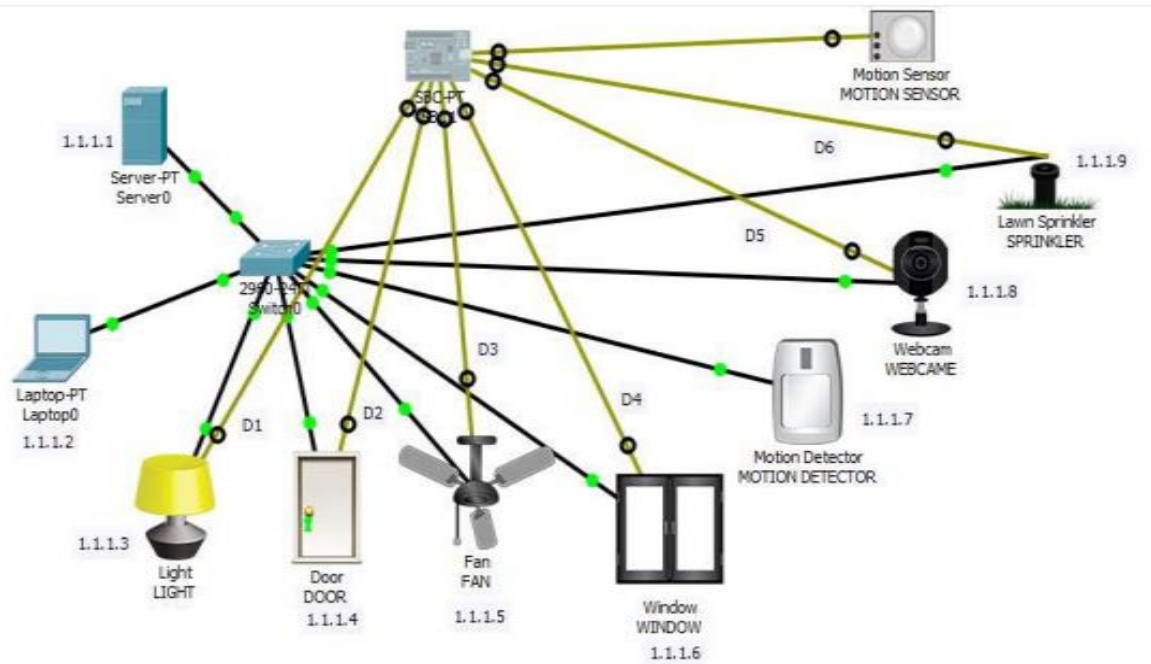 Motion Sensor
MOTION SENSOR
SBC-PT
1.1.1.1
Server-PT
Server0
D6
1.1.1.9
Lawn Sprinkler
SPRINKLER
D5
1.1.1.8
Switch0
Webcam
WEBCAME
Laptop-PT
Laptop0
1.1.1.2
D1
D2
D3
D4
1.1.1.7
Motion Detector
MOTION DETECTOR
1.1.1.3
Light
LIGHT
Door
DOOR
1.1.1.4
Fan
FAN
1.1.1.5
Window
WINDOW
1.1.1.6